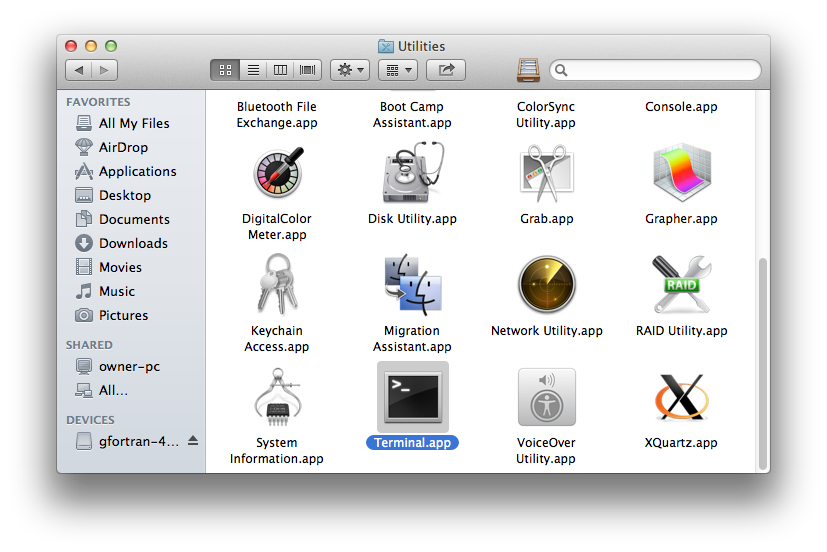 Utilities
FAVORITES
All My Files
AirDrop
Applications
Desktop
Documents
Downloads
Movies
Music
Pictures
SHARED
owner-pc
All...
DEVICES
gfortran-4...
Bluetooth File
Exchange.app
Boot Camp
Assistant.app
ColorSync
Utility.app
Console.app
DigitalColor
Meter.app
Disk Utility.app
Grab.app
Grapher.app
Keychain
Access.app
Migration
Assistant.app
Network Utility.app
RAID
RAID Utility.app
System
Information.app
>_
Terminal.app
VoiceOver
Utility.app
X
XQuartz.app